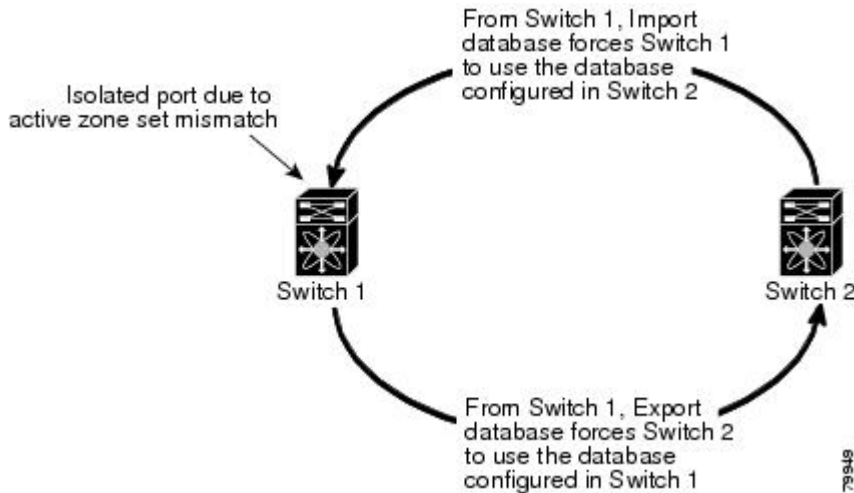 From Switch 1, Import
database forces Switch 1
to use the database
configured in Switch 2
Isolated port due to
active zone set mismatch
Switch 1
Switch 2
From Switch 1, Export
database forces Switch 2
to use the database
configured in Switch 1
79949